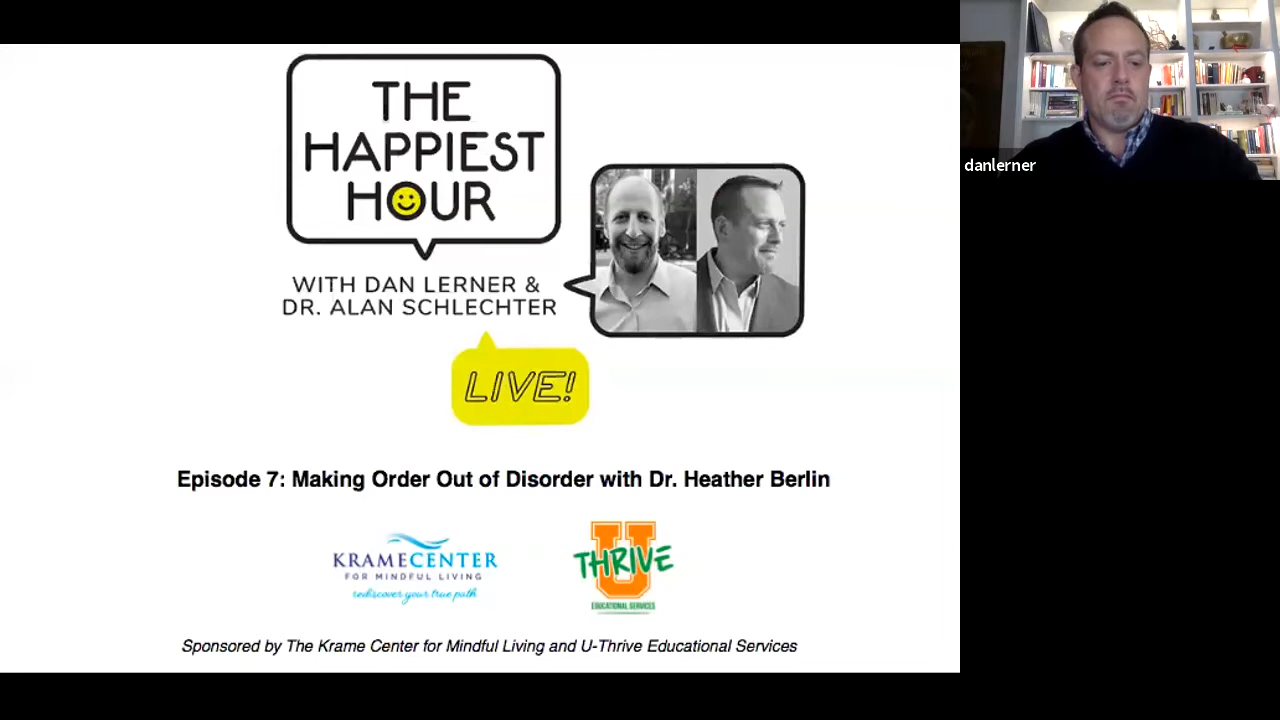 THE
HAPPIEST
HOUR
WITH DAN LERNER &
DR. ALAN SCHLECHTER
LIVE!
Episode 7: Making Order Out of Disorder with Dr. Heather Berlin
KRAMECENTER
FOR MINDFUL LIVING
rediscover your true path
U
THRIVE
EDUCATIONAL SERVICES
Sponsored by The Krame Center for Mindful Living and U-Thrive Educational Services
danlerner